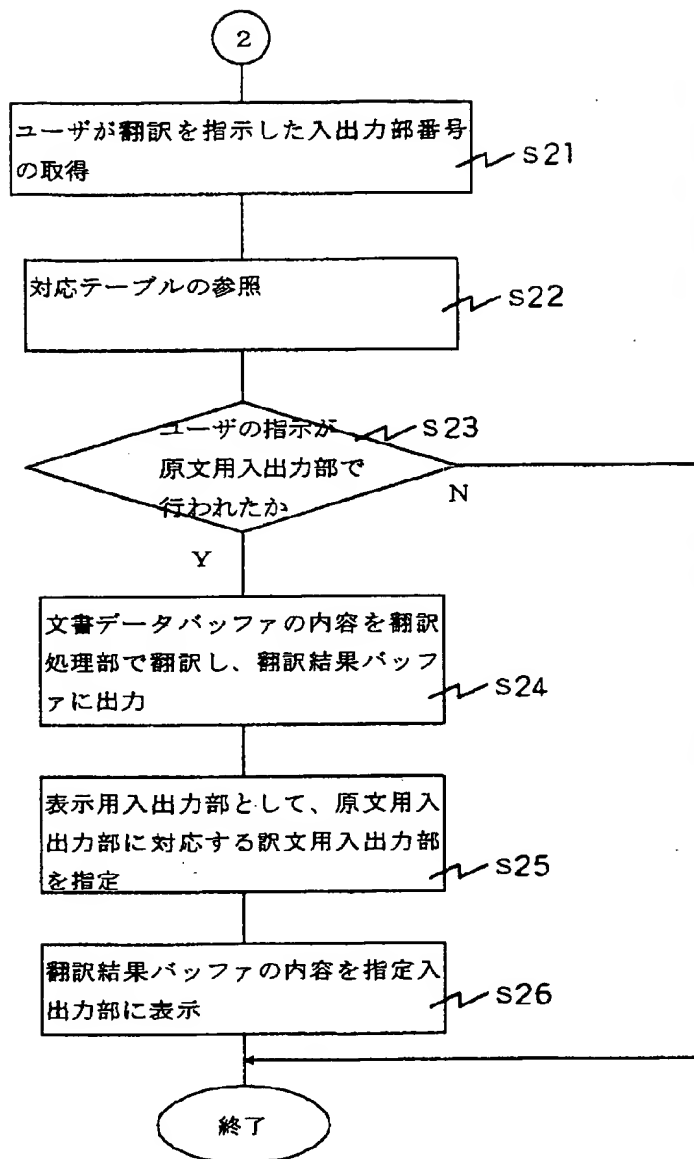 2
ユーザが翻訳を指示した入出力部番号
の取得
S21
対応テーブルの参照
S22
ユーザの指示が
原文用入出力部で
行われたか
S23
N
Y
文書データバッファの内容を翻訳
処理部で翻訳し、翻訳結果バッフ
ァに出力
S24
表示用入出力部として、原文用入
出力部に対応する訳文用入出力部
を指定
S25
翻訳結果バッファの内容を指定入
出力部に表示
S26
終了